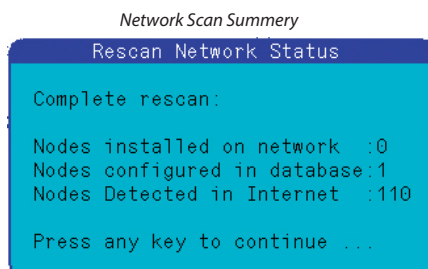 Network Scan Summery
Rescan Network Status
Complete rescan:
Nodes installed on network :0
Nodes configured in database:1
Nodes Detected in Internet :110
Press any key to continue ...